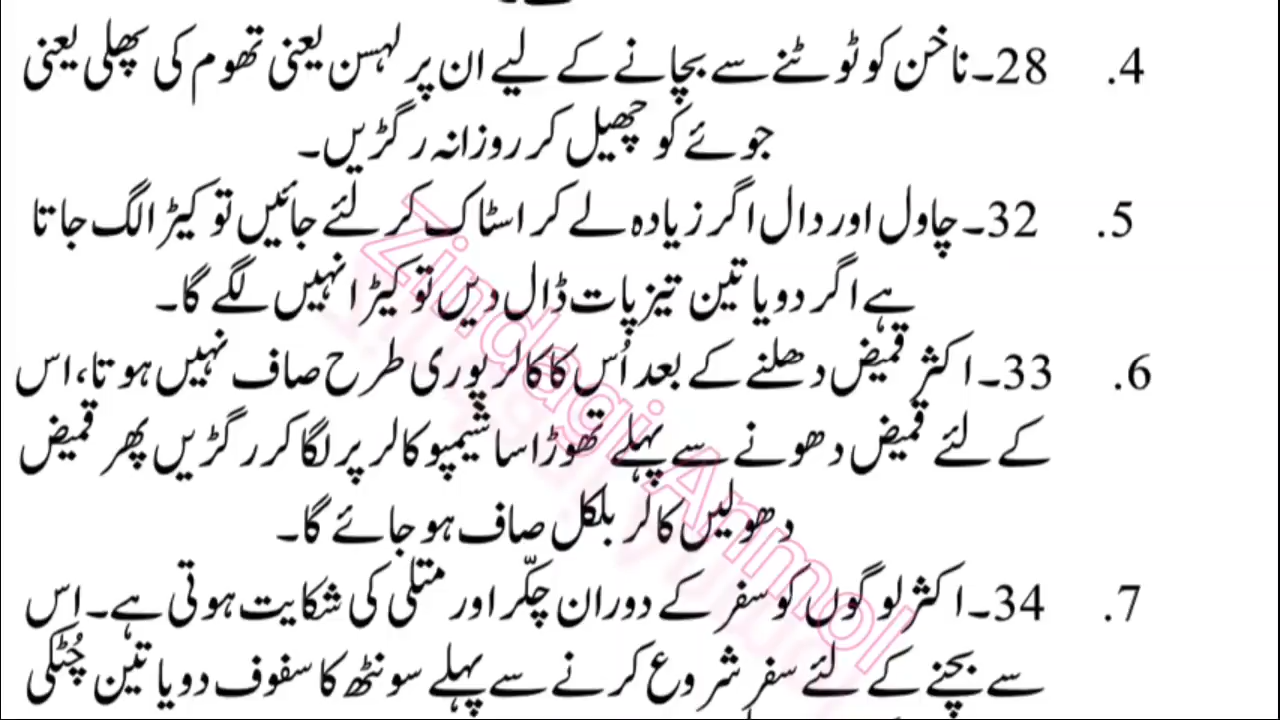 4. 28۔ناخن کو ٹوٹنے سے بچانے کے لیے ان پر لہسن یعنی تھوم کی پھلی یعنی
جوئے کو چھیل کر روزانہ رگڑیں۔
5. 32۔چاول اور دال اگر زیادہ لے کر اسٹاک کر لئے جائیں تو کیڑا لگ جاتا
ہے اگر دو یا تین تیز پات ڈال دیں تو کیڑا نہیں لگے گا۔
6. 33۔اکثر قمیض دھلنے کے بعد اُس کا کالر پوری طرح صاف نہیں ہوتا،اس
کے لئے قمیض دھونے سے پہلے تھوڑا سا شیمپو کالر پر لگا کر رگڑیں پھر قمیض
دھولیں کالر بلکل صاف ہو جائے گا۔
7. 34۔اکثر لوگوں کو سفر کے دوران چکّر اور متلی کی شکایت ہوتی ہے۔اس
سے بچنے کے لئے سفر شروع کرنے سے پہلے سونٹھ کا سفوف دو یا تین چُٹکی
Zindagi Anmol